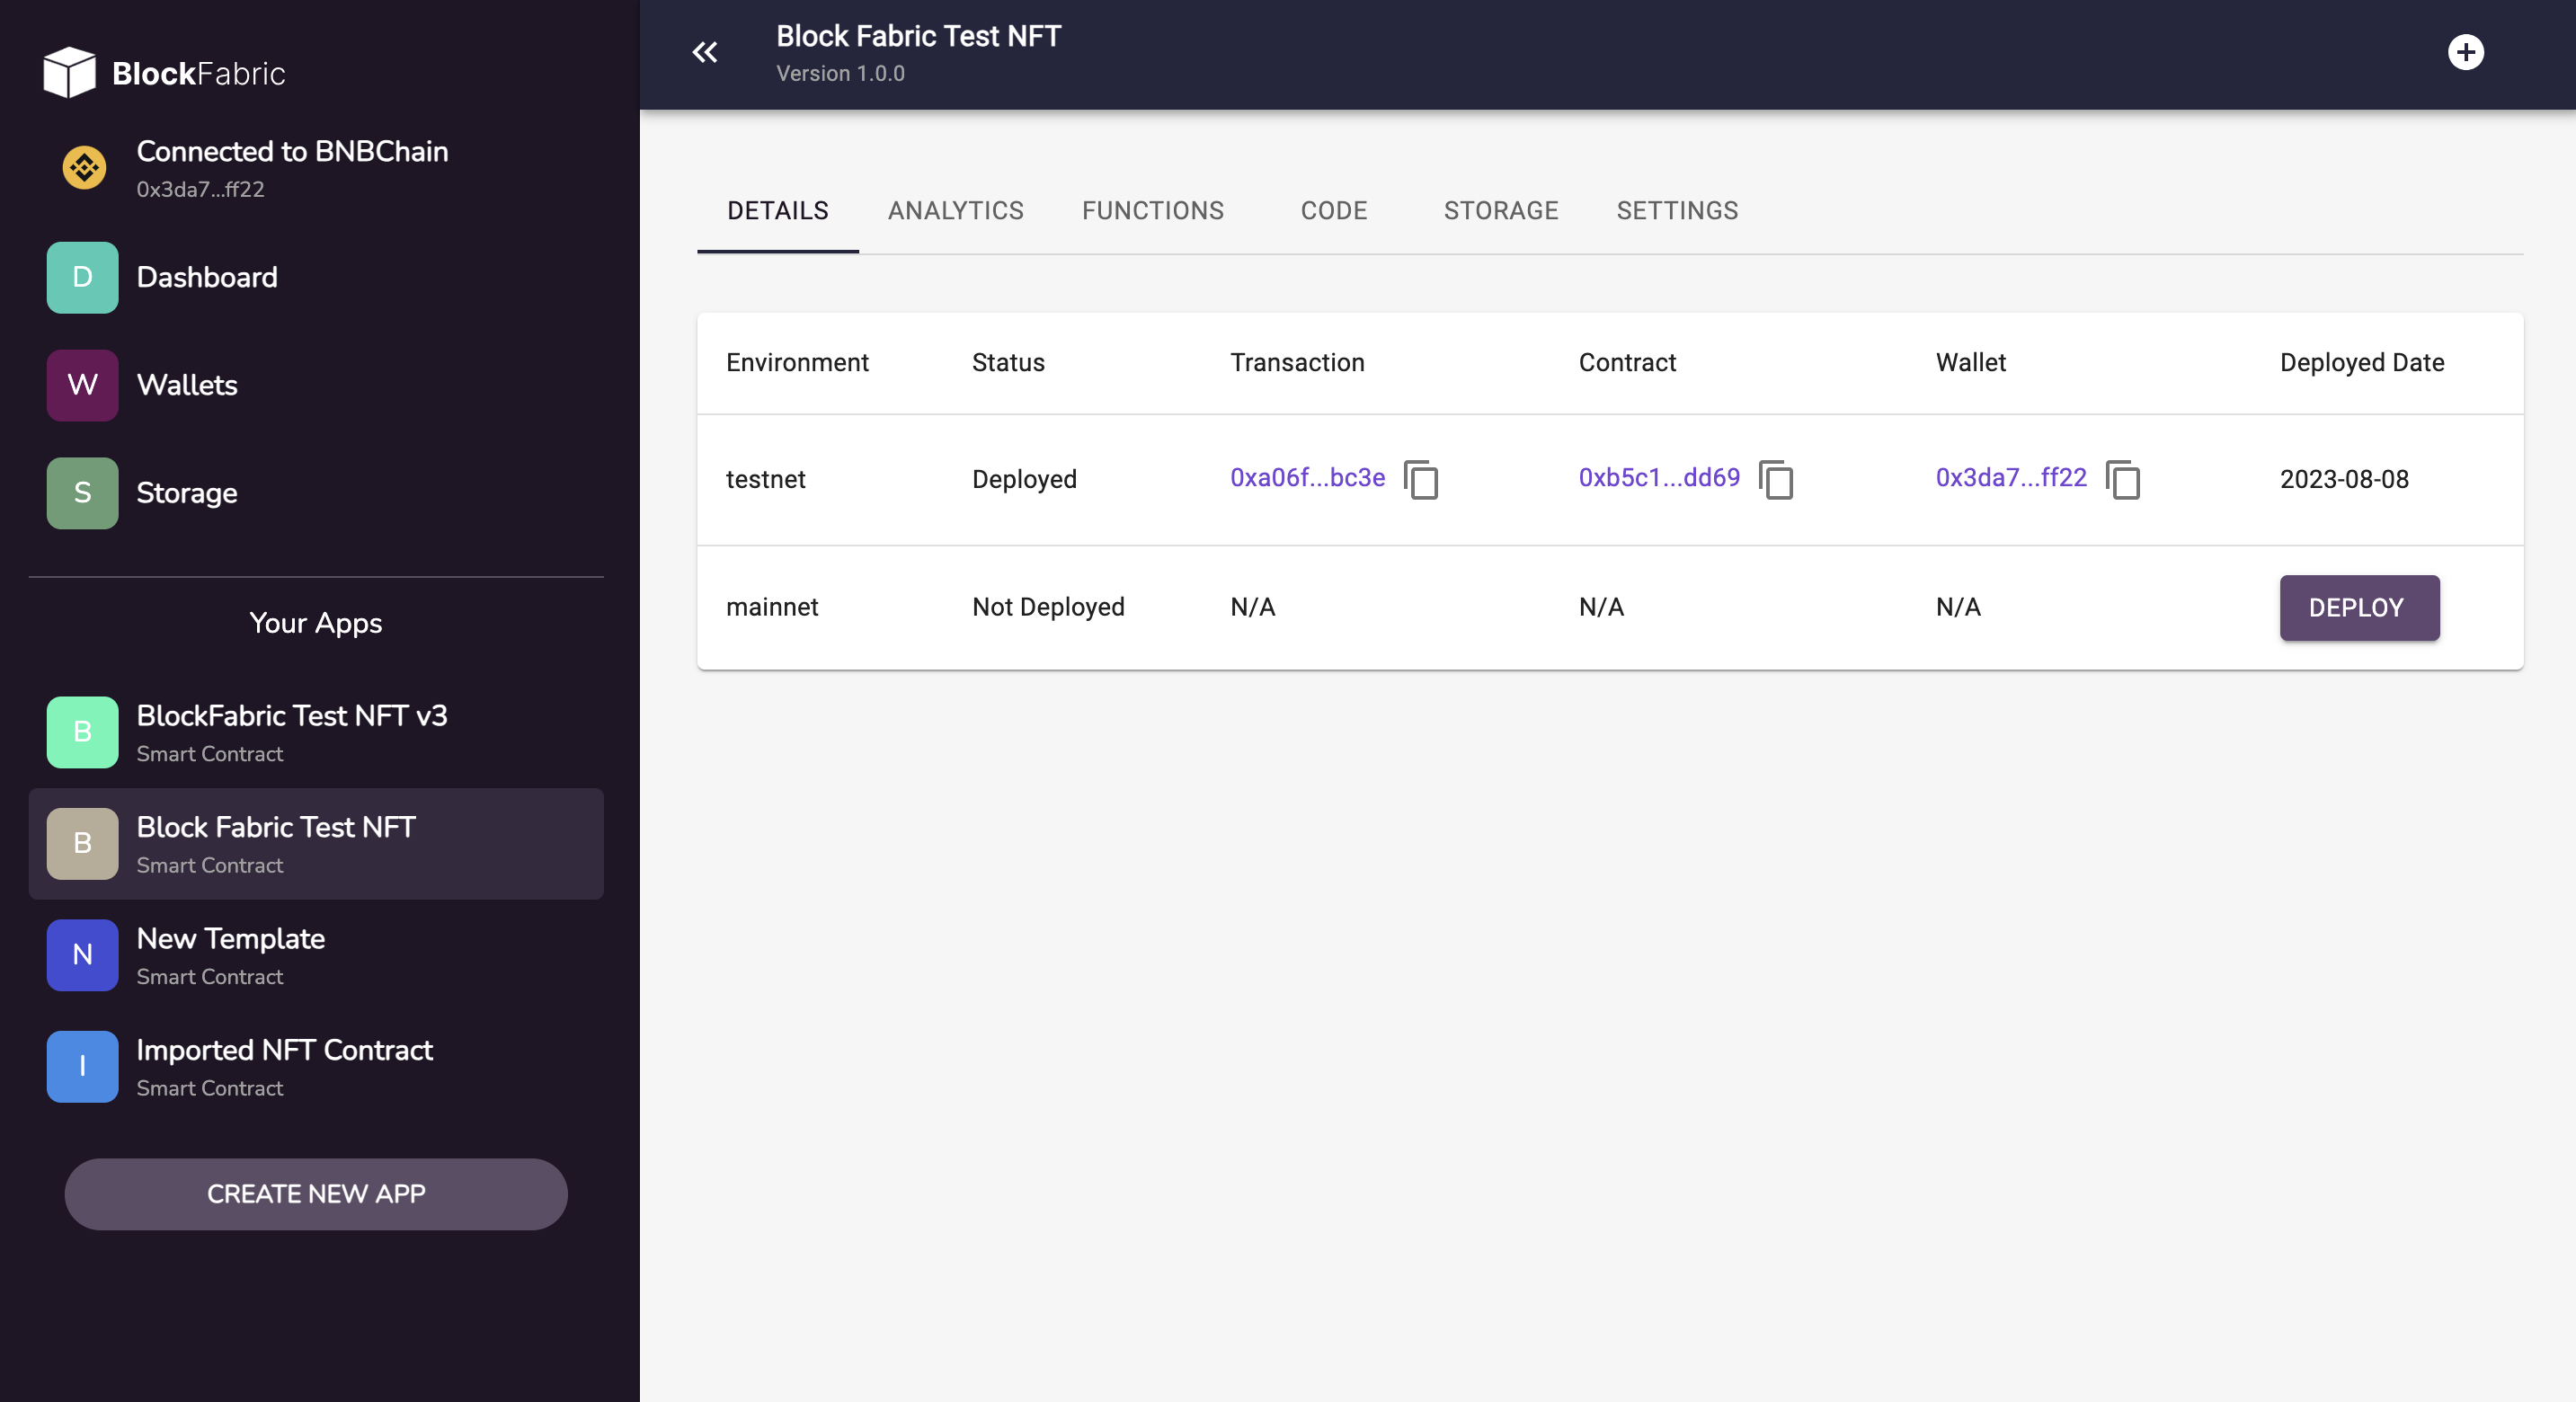 BlockFabric
Connected to BNBChain
0x3da7...ff22
D Dashboard
W Wallets
S Storage
Your Apps
B BlockFabric Test NFT v3
Smart Contract
B Block Fabric Test NFT
Smart Contract
N New Template
Smart Contract
I Imported NFT Contract
Smart Contract
CREATE NEW APP
Block Fabric Test NFT
Version 1.0.0
DETAILS ANALYTICS FUNCTIONS CODE STORAGE SETTINGS
Environment Status Transaction Contract Wallet Deployed Date
testnet Deployed 0xa06f...bc3e 0xb5c1...dd69 0x3da7...ff22 2023-08-08
mainnet Not Deployed N/A N/A N/A DEPLOY